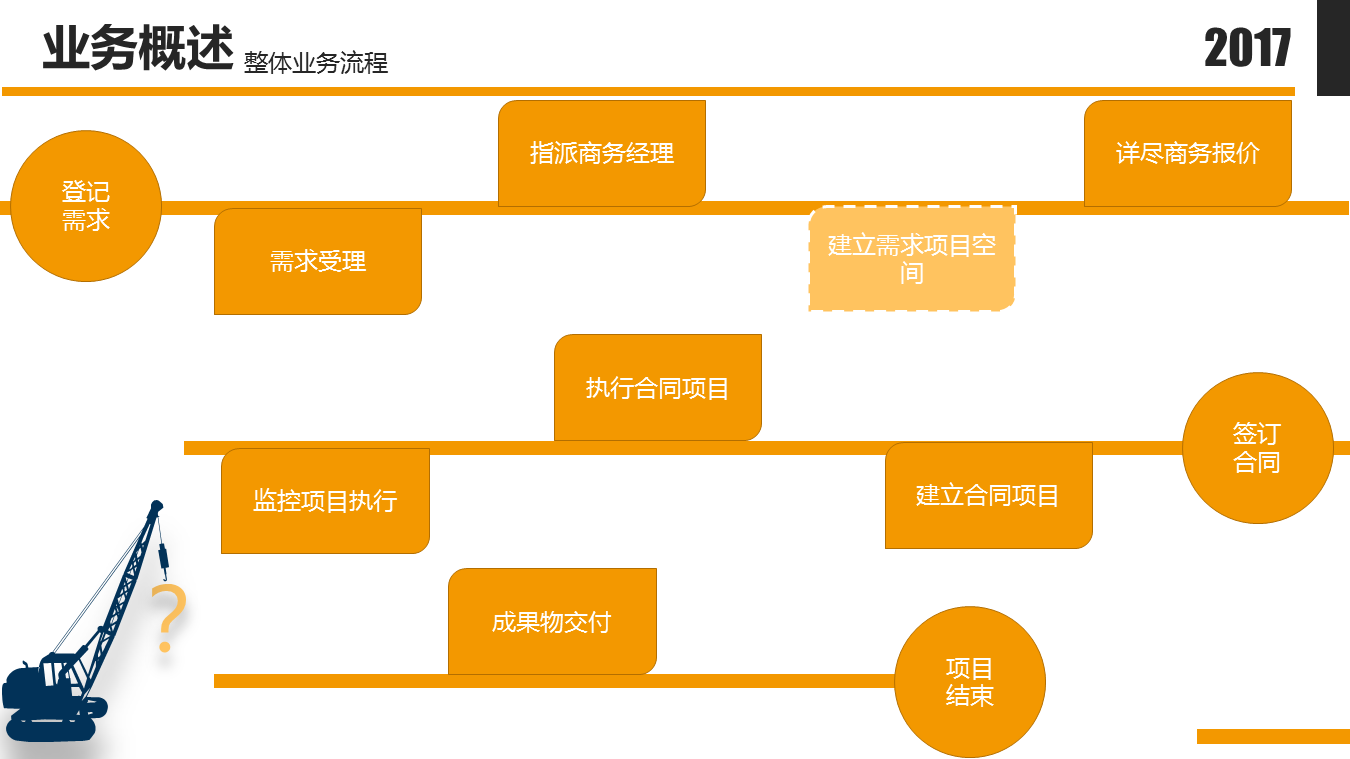 业务概述 整体业务流程
2017
登记
需求
需求受理
指派商务经理
建立需求项目空
间
详尽商务报价
签订
合同
建立合同项目
执行合同项目
监控项目执行
?
成果物交付
项目
结束